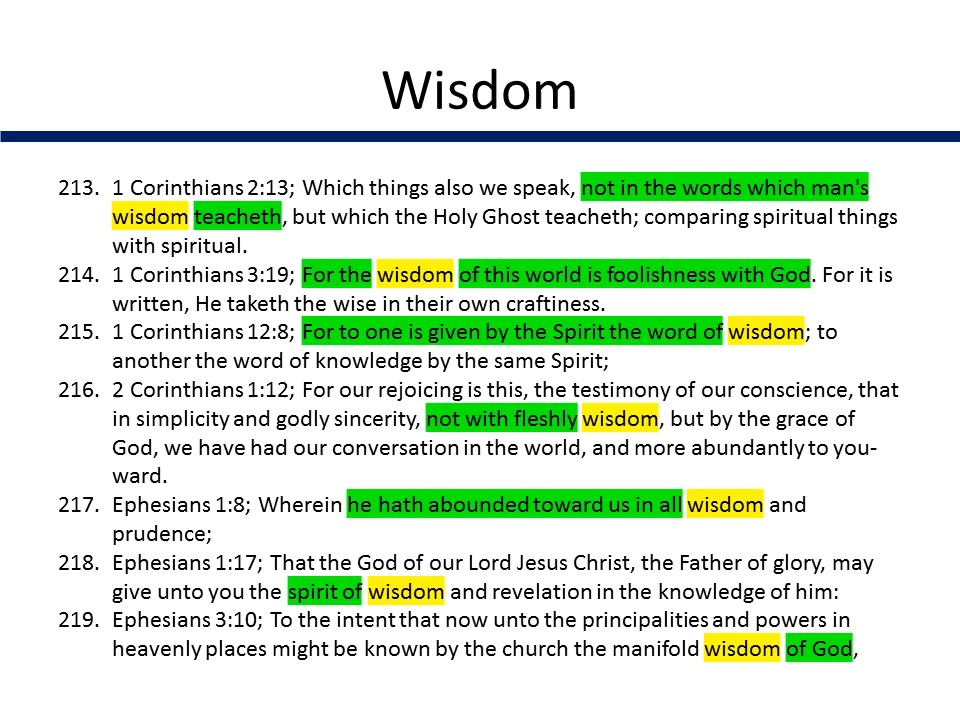 Wisdom
213. 1 Corinthians 2:13; Which things also we speak, not in the words which man's
wisdom teacheth, but which the Holy Ghost teacheth; comparing spiritual things
with spiritual.
214. 1 Corinthians 3:19; For the wisdom of this world is foolishness with God. For it is
written, He taketh the wise in their own craftiness.
215. 1 Corinthians 12:8; For to one is given by the Spirit the word of wisdom; to
another the word of knowledge by the same Spirit;
216. 2 Corinthians 1:12; For our rejoicing is this, the testimony of our conscience, that
in simplicity and godly sincerity, not with fleshly wisdom, but by the grace of
God, we have had our conversation in the world, and more abundantly to you-
ward.
217. Ephesians 1:8; Wherein he hath abounded toward us in all wisdom and
prudence;
218. Ephesians 1:17; That the God of our Lord Jesus Christ, the Father of glory, may
give unto you the spirit of wisdom and revelation in the knowledge of him:
219. Ephesians 3:10; To the intent that now unto the principalities and powers in
heavenly places might be known by the church the manifold wisdom of God,